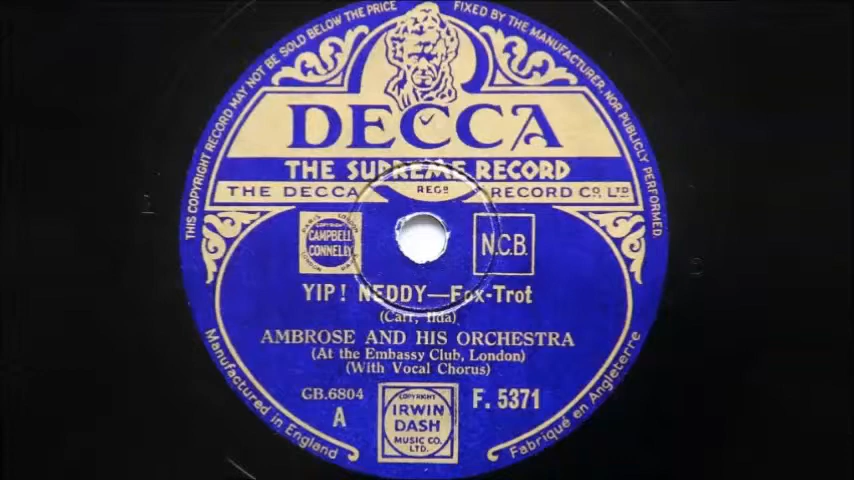 THIS COPYRIGHT RECORD MAY NOT BE SOLD BELOW THE PRICE FIXED BY THE MANUFACTURER, NOR PUBLICLY PERFORMED.
DECCA
THE SUPREME RECORD
THE DECCA REGD RECORD CO, LTD
COPYRIGHT
CAMPBELL
CONNELLY
LONDON
N.C.B.
YIP! NEDDY—Fox-Trot
(Carr, Ilda)
AMBROSE AND HIS ORCHESTRA
(At the Embassy Club, London)
(With Vocal Chorus)
GB.6804
A
F. 5371
COPYRIGHT
IRWIN
DASH
MUSIC CO.
LTD.
Manufactured in England
Fabriqué en Angleterre